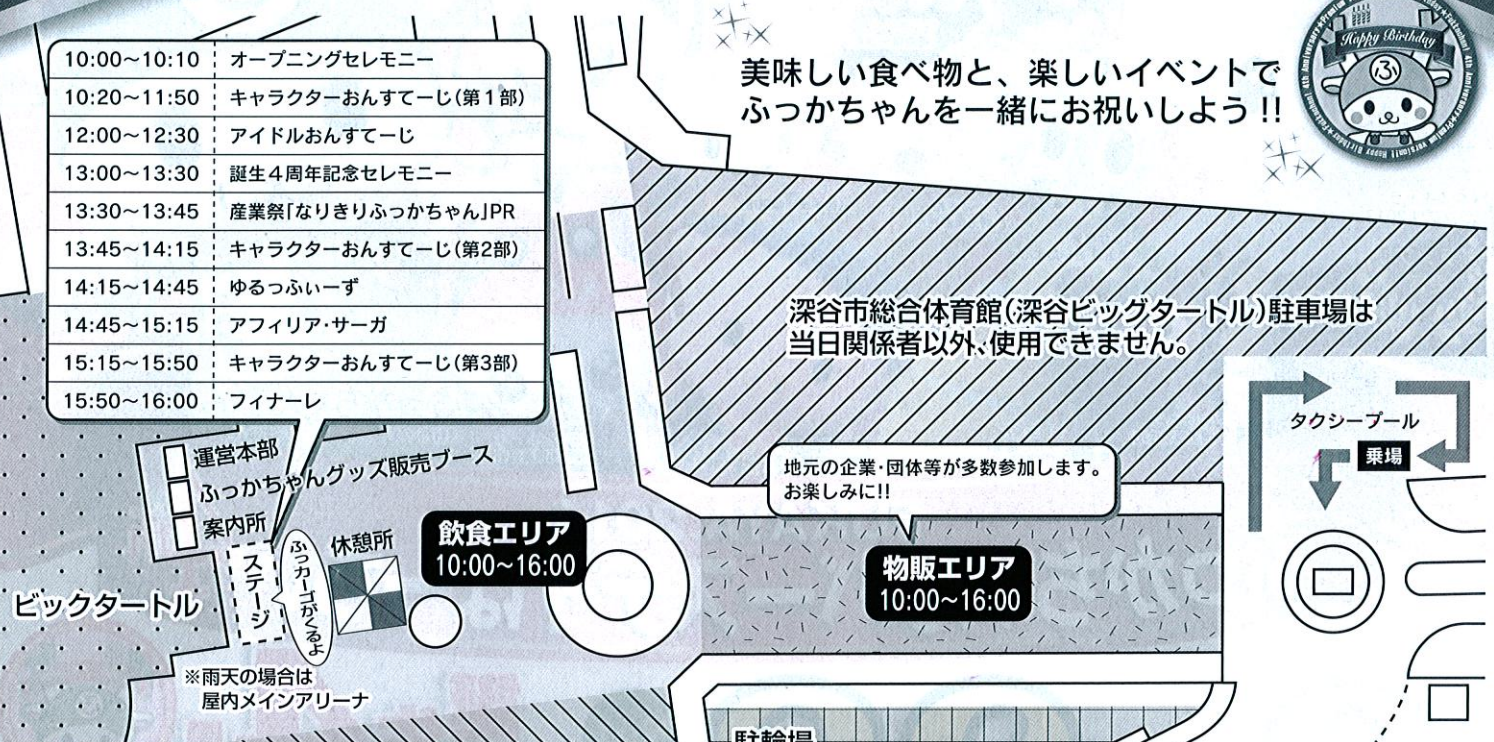 10:00～10:10 オープニングセレモニー
10:20～11:50 キャラクターおんすてーじ(第１部)
12:00～12:30 アイドルおんすてーじ
13:00～13:30 誕生４周年記念セレモニー
13:30～13:45 産業祭「なりきりふっかちゃん」PR
13:45～14:15 キャラクターおんすてーじ(第2部)
14:15～14:45 ゆるっふぃーず
14:45～15:15 アフィリア・サーガ
15:15～15:50 キャラクターおんすてーじ(第3部)
15:50～16:00 フィナーレ
美味しい食べ物と、楽しいイベントで
ふっかちゃんを一緒にお祝いしよう!!
Happy Birthday
ふ
深谷市総合体育館(深谷ビッグタートル)駐車場は
当日関係者以外、使用できません。
タクシープール
乗場
地元の企業・団体等が多数参加します。
お楽しみに!!
運営本部
ふっかちゃんグッズ販売ブース
案内所
ステージ
ふっカーゴがくるよ
休憩所
飲食エリア
10:00～16:00
物販エリア
10:00～16:00
ビックタートル
※雨天の場合は
屋内メインアリーナ
駐輪場